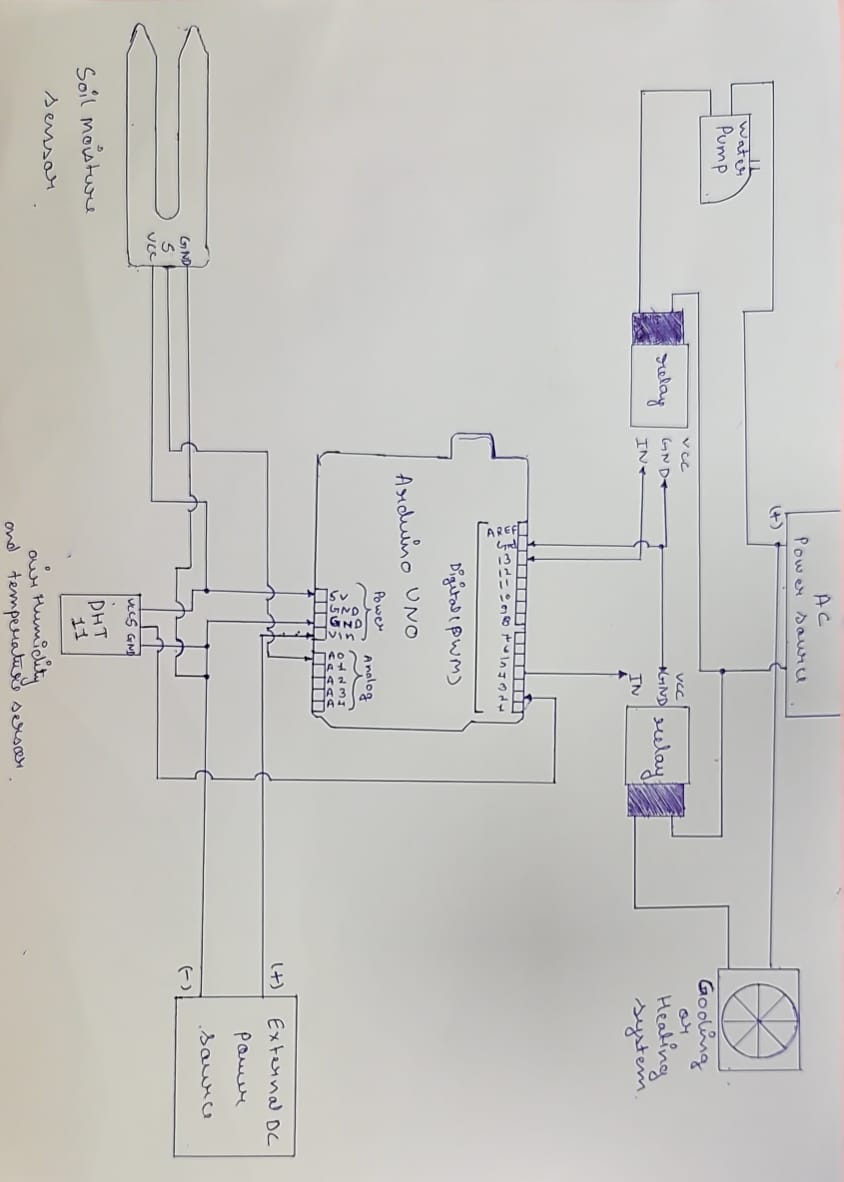 AC
Power source
(+)
Water
Pump
relay
VCC
GND
IN
VCC
GND
IN
relay
Gooling
or
Heating
system.
AREF
Digital (PWM)
Arduino UNO
Power
5V
GND
GND
Vin
Analog
A0
A1
A2
A3
A4
GND
S
VCC
Soil moisture
sensor.
VCC S GND
DHT
11
air Humidity
and temperature sensor.
(+)
(-)
External DC
Power
source